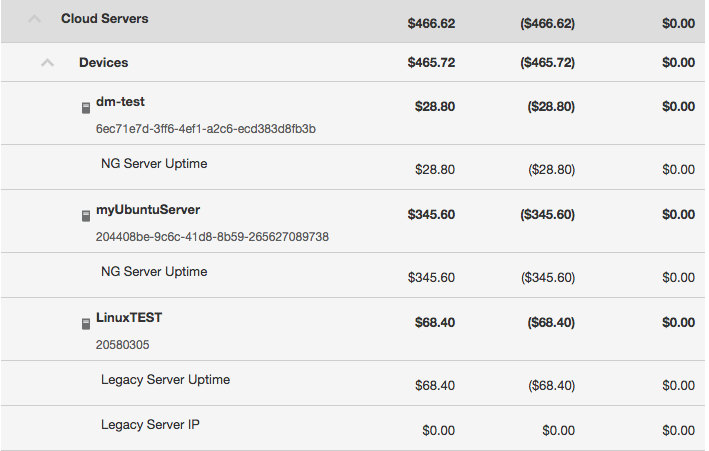 Cloud Servers $466.62 ($466.62) $0.00
Devices $465.72 ($465.72) $0.00
dm-test $28.80 ($28.80) $0.00
6ec71e7d-3ff6-4ef1-a2c6-ecd383d8fb3b
NG Server Uptime $28.80 ($28.80) $0.00
myUbuntuServer $345.60 ($345.60) $0.00
204408be-9c6c-41d8-8b59-265627089738
NG Server Uptime $345.60 ($345.60) $0.00
LinuxTEST $68.40 ($68.40) $0.00
20580305
Legacy Server Uptime $68.40 ($68.40) $0.00
Legacy Server IP $0.00 $0.00 $0.00